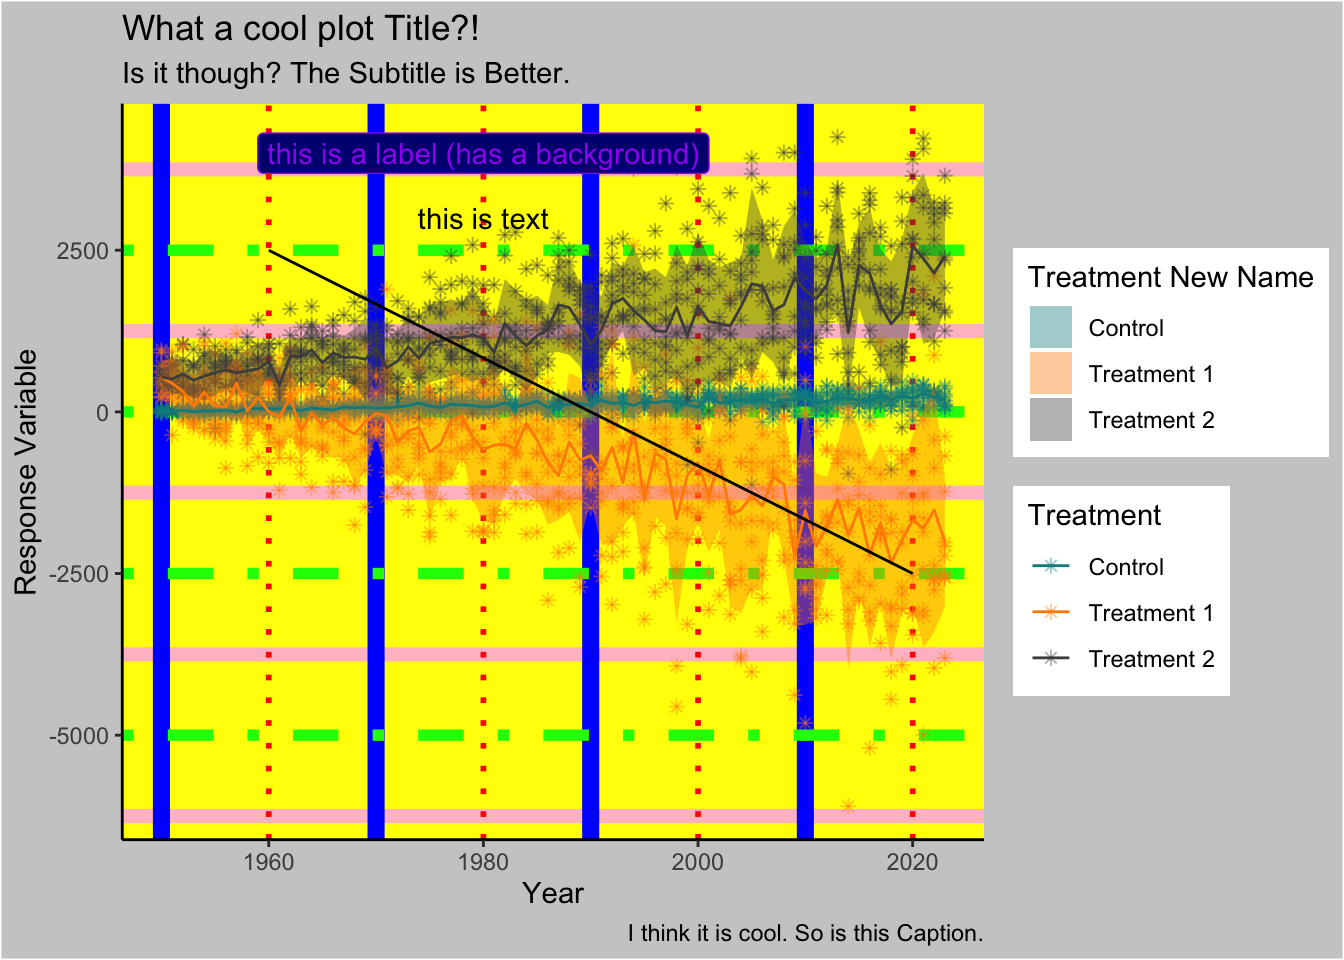 What a cool plot Title?!
Is it though? The Subtitle is Better.
this is a label (has a background)
this is text
2500
0
-2500
-5000
Response Variable
1960 1980 2000 2020
Year
I think it is cool. So is this Caption.
Treatment New Name
Control
Treatment 1
Treatment 2
Treatment
Control
Treatment 1
Treatment 2